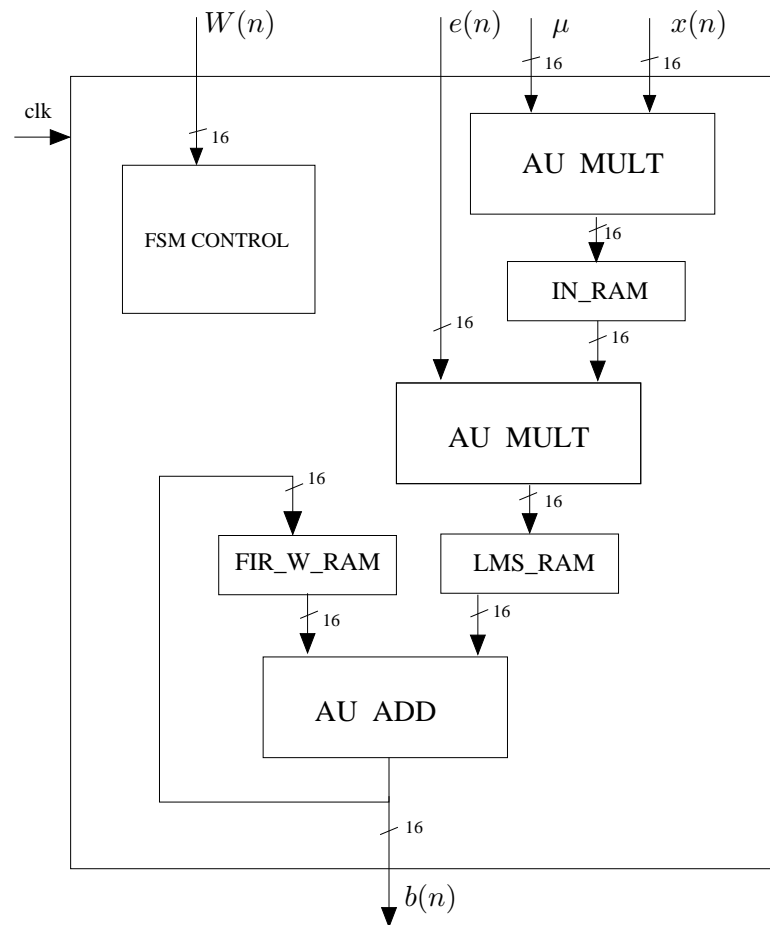 W(n) e(n) μ x(n)
16 16
clk
16
AU MULT
FSM CONTROL
16
IN_RAM
16 16
AU MULT
16 16
FIR_W_RAM LMS_RAM
16 16
AU ADD
16
b(n)